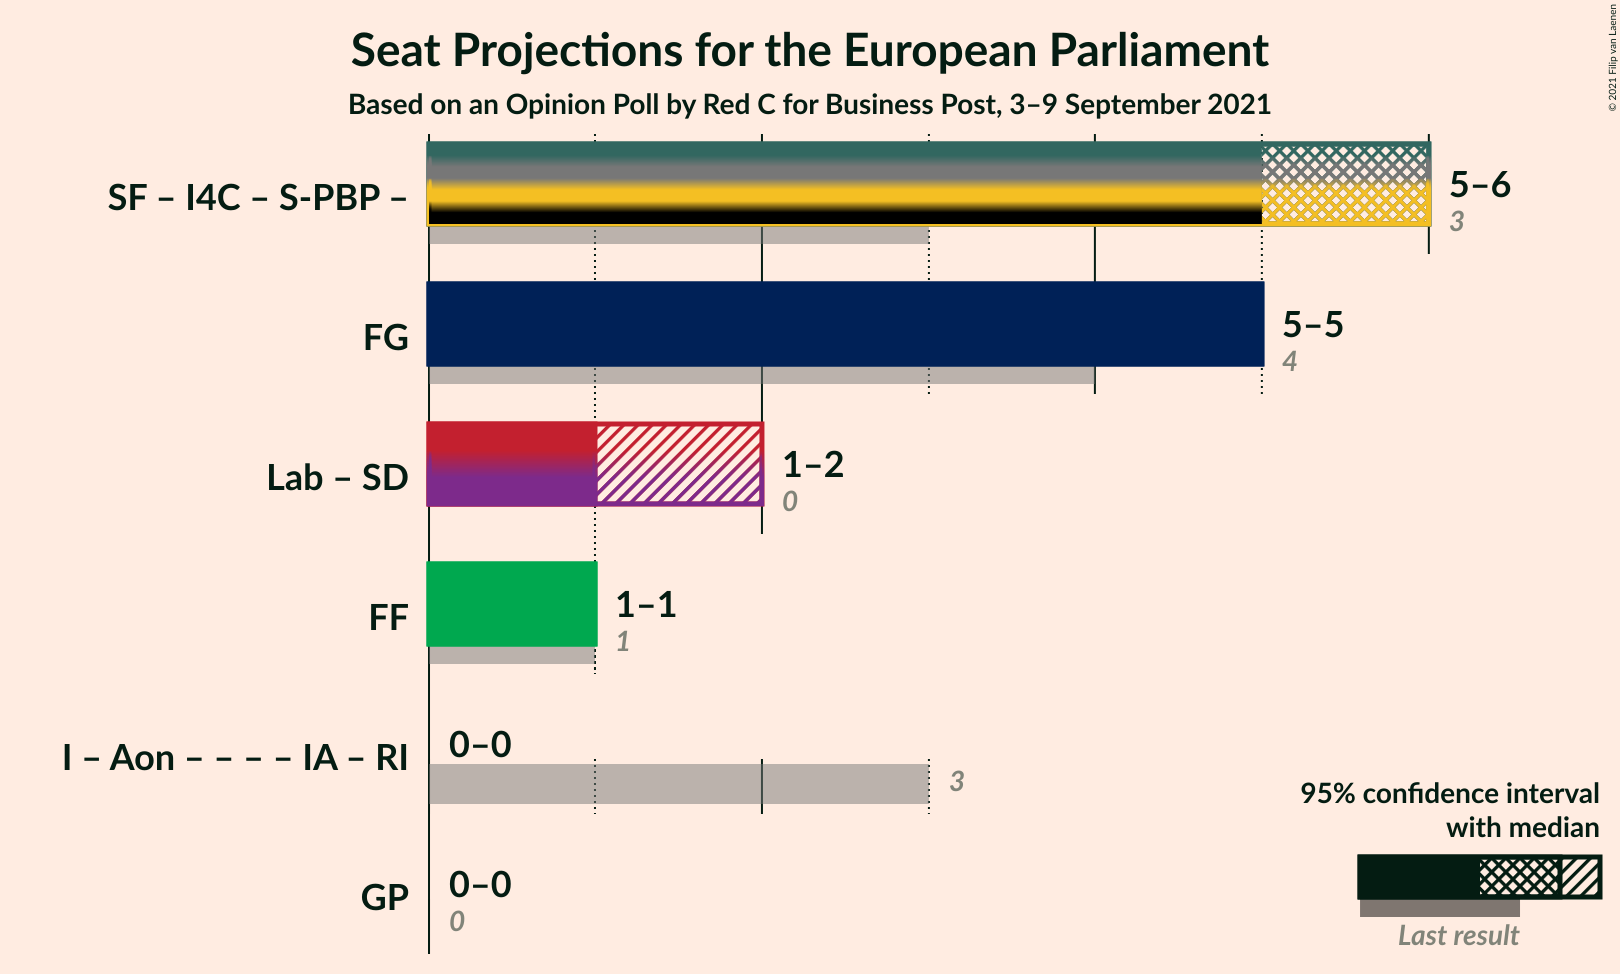 Seat Projections for the European Parliament
Based on an Opinion Poll by Red C for Business Post, 3–9 September 2021
© 2021 Filip van Laenen
SF – I4C – S-PBP –
5–6
3
FG
5–5
4
Lab – SD
1–2
0
FF
1–1
1
I – Aon – – – – IA – RI
0–0
3
GP
0–0
0
95% confidence interval
with median
Last result